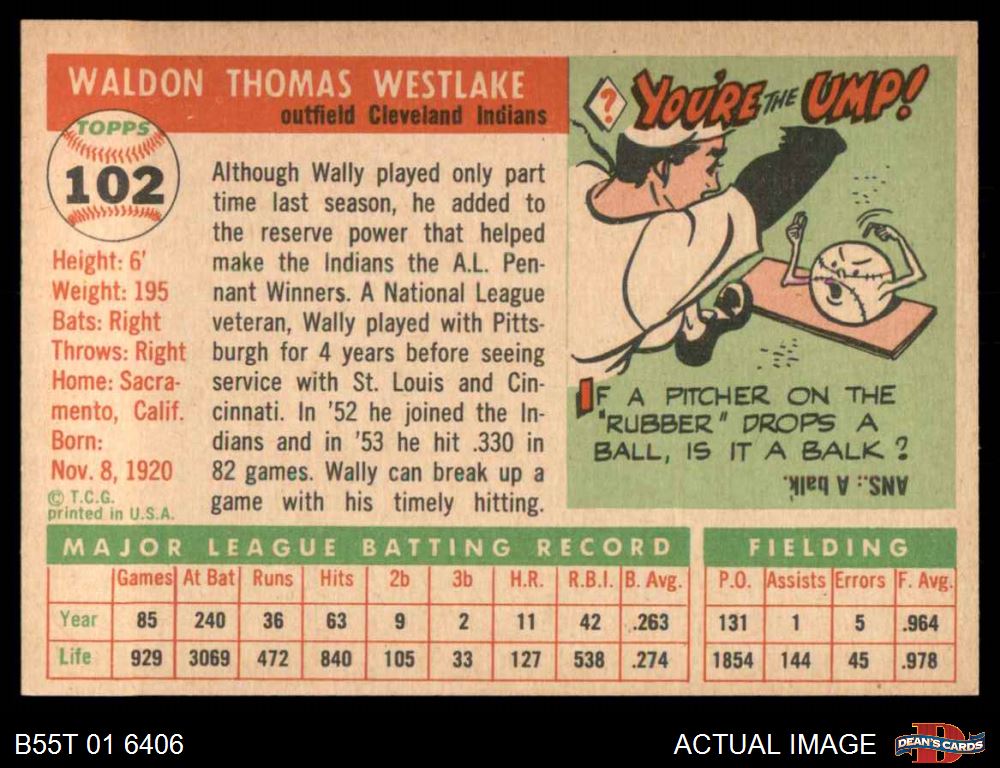 WALDON THOMAS WESTLAKE
outfield Cleveland Indians
TOPPS
102
Height: 6'
Weight: 195
Bats: Right
Throws: Right
Home: Sacra-
mento, Calif.
Born:
Nov. 8, 1920
© T.C.G.
printed in U.S.A.
Although Wally played only part
time last season, he added to
the reserve power that helped
make the Indians the A.L. Pen-
nant Winners. A National League
veteran, Wally played with Pitts-
burgh for 4 years before seeing
service with St. Louis and Cin-
cinnati. In '52 he joined the In-
dians and in '53 he hit .330 in
82 games. Wally can break up a
game with his timely hitting.
? YOU'RE THE UMP!
IF A PITCHER ON THE
"RUBBER" DROPS A
BALL, IS IT A BALK?
ANS.: A balk.
MAJOR LEAGUE BATTING RECORD
Games At Bat Runs Hits 2b 3b H.R. R.B.I. B. Avg.
Year 85 240 36 63 9 2 11 42 .263
Life 929 3069 472 840 105 33 127 538 .274
FIELDING
P.O. Assists Errors F. Avg.
131 1 5 .964
1854 144 45 .978
B55T 01 6406
ACTUAL IMAGE
D
DEAN'S CARDS